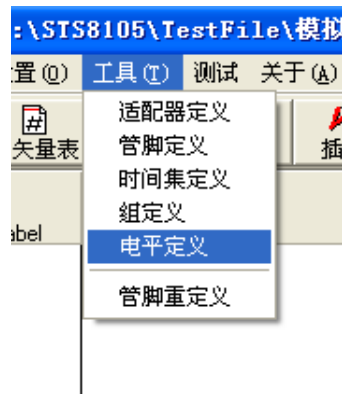 :\STS8105\TestFile\模拟
置(O) 工具(T) 测试 关于(A)
矢量表
插
abel
适配器定义
管脚定义
时间集定义
组定义
电平定义
管脚重定义